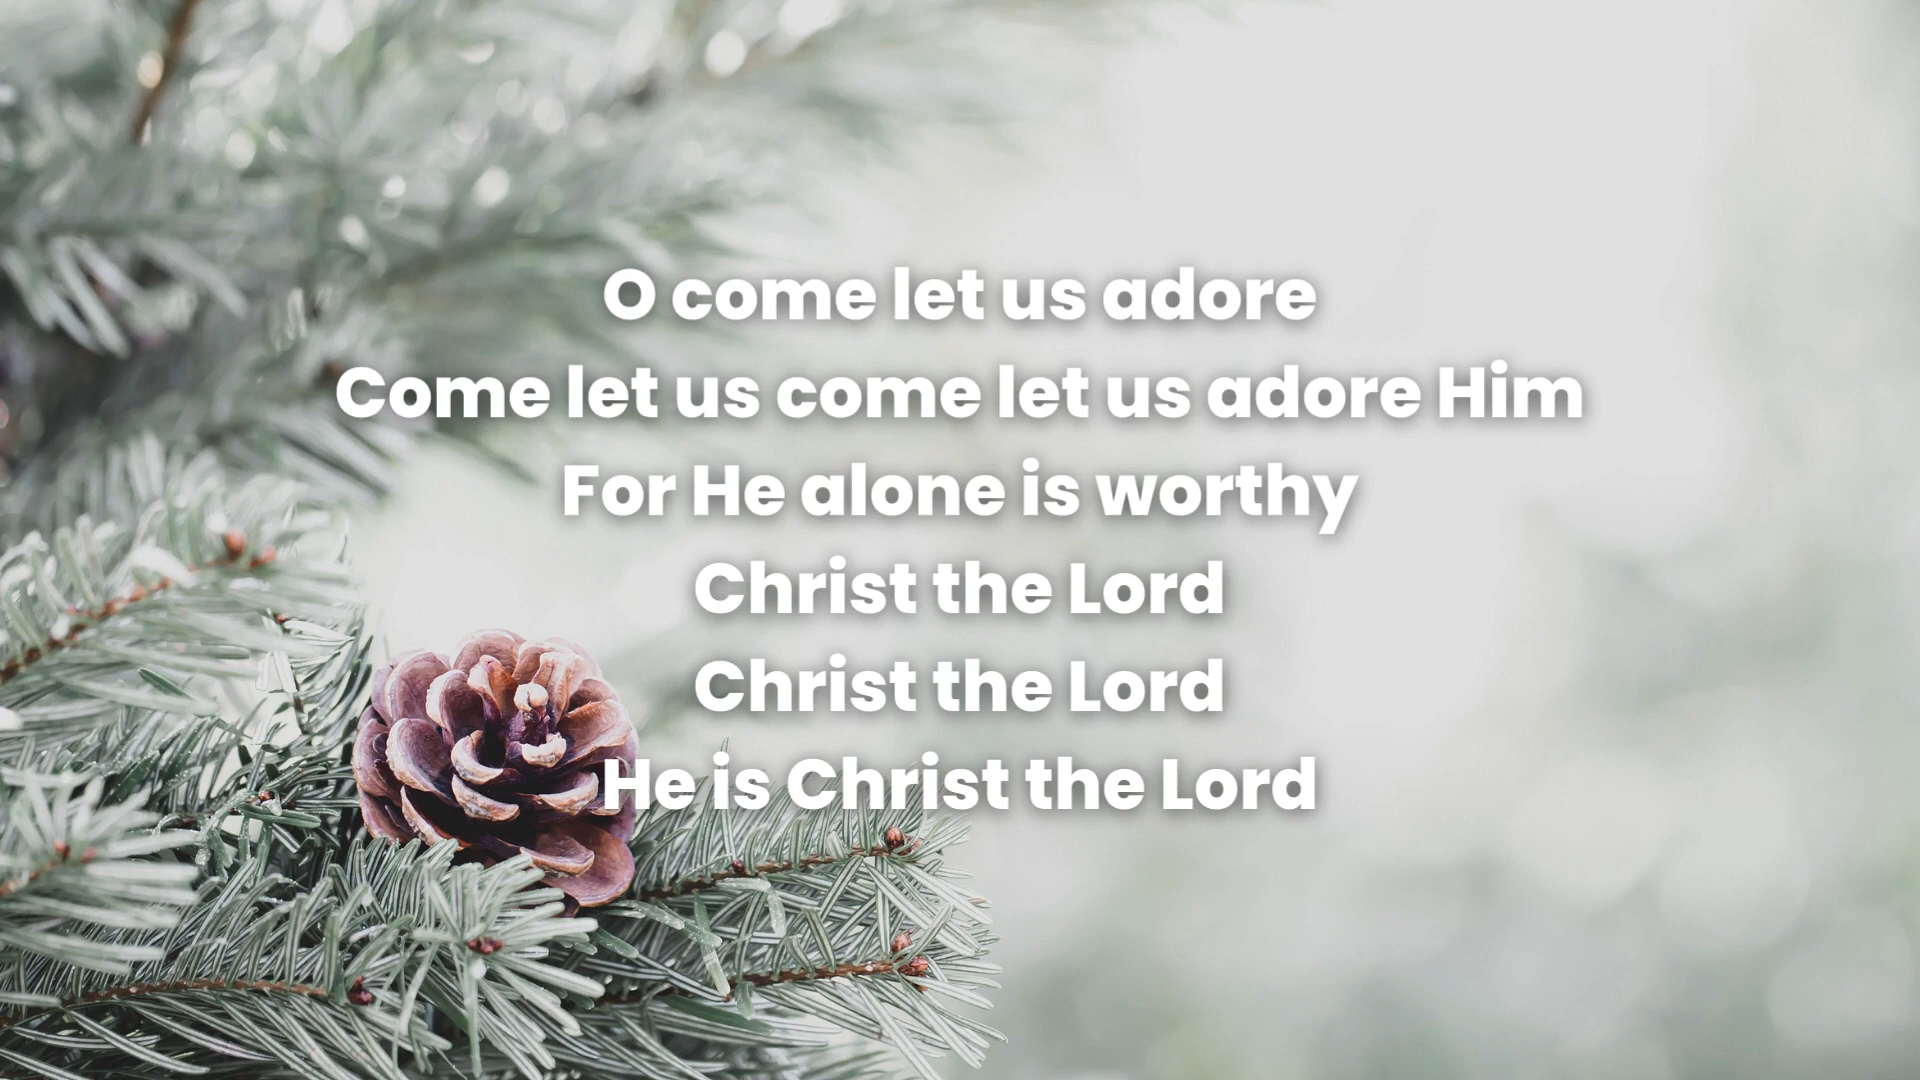 O come let us adore
Come let us come let us adore Him
For He alone is worthy
Christ the Lord
Christ the Lord
He is Christ the Lord